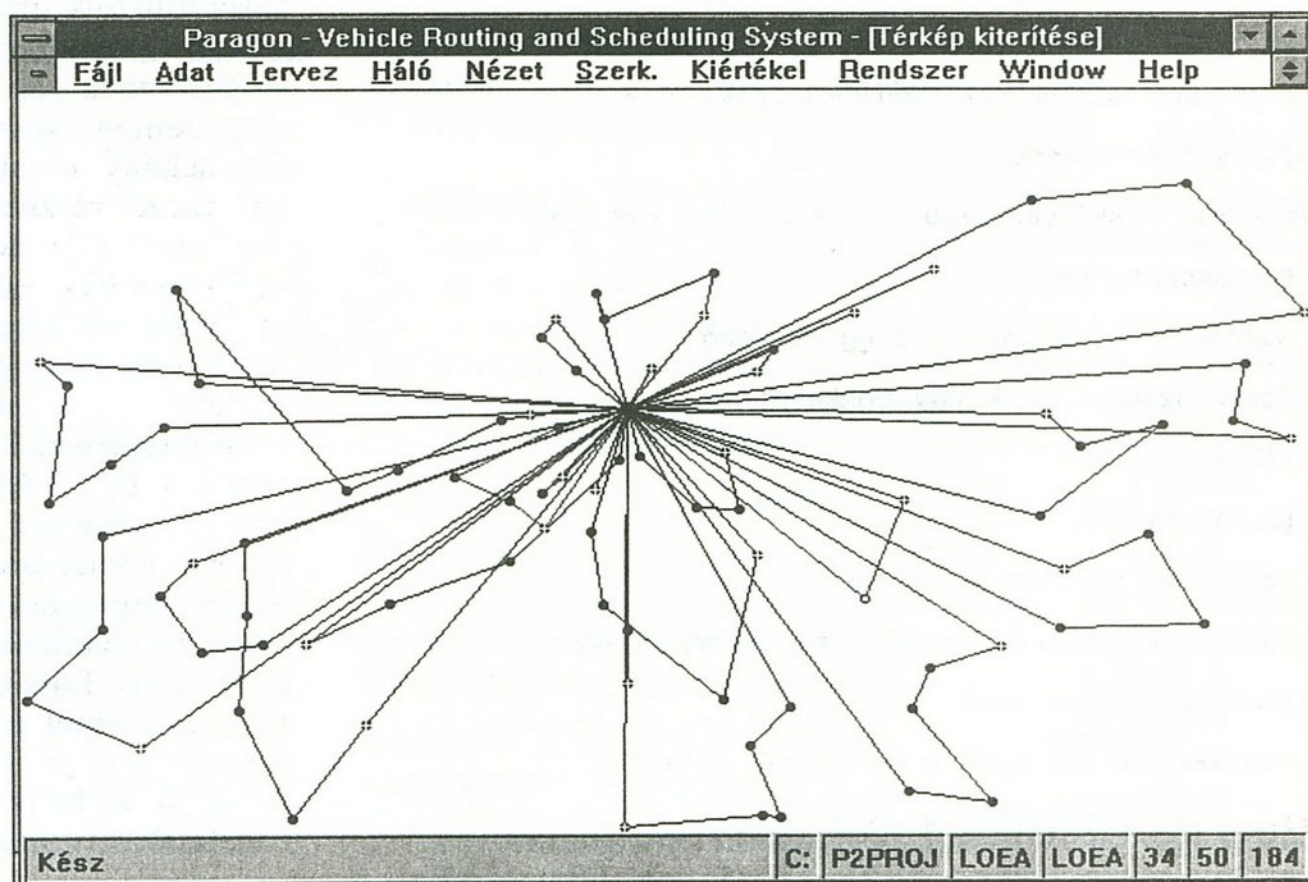 Paragon - Vehicle Routing and Scheduling System - [Térkép kiterítése]
Fájl Adat Tervez Háló Nézet Szerk. Kiértékel Rendszer Window Help
Kész C: P2PROJ LOEA LOEA 34 50 184